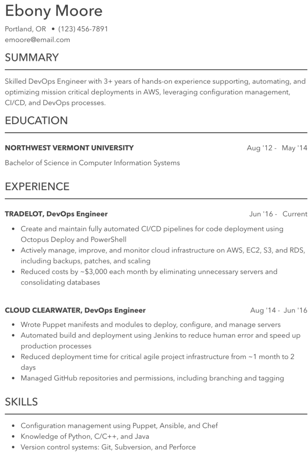 Ebony Moore
Portland, OR • (123) 456-7891
emoore@email.com
SUMMARY
Skilled DevOps Engineer with 3+ years of hands-on experience supporting, automating, and
optimizing mission critical deployments in AWS, leveraging configuration management,
CI/CD, and DevOps processes.
EDUCATION
NORTHWEST VERMONT UNIVERSITY Aug '12 - May '14
Bachelor of Science in Computer Information Systems
EXPERIENCE
TRADELOT, DevOps Engineer Jun '16 - Current
• Create and maintain fully automated CI/CD pipelines for code deployment using
Octopus Deploy and PowerShell
• Actively manage, improve, and monitor cloud infrastructure on AWS, EC2, S3, and RDS,
including backups, patches, and scaling
• Reduced costs by ~$3,000 each month by eliminating unnecessary servers and
consolidating databases
CLOUD CLEARWATER, DevOps Engineer Aug '14 - Jun '16
• Wrote Puppet manifests and modules to deploy, configure, and manage servers
• Automated build and deployment using Jenkins to reduce human error and speed up
production processes
• Reduced deployment time for critical agile project infrastructure from ~1 month to 2
days
• Managed GitHub repositories and permissions, including branching and tagging
SKILLS
• Configuration management using Puppet, Ansible, and Chef
• Knowledge of Python, C/C++, and Java
• Version control systems: Git, Subversion, and Perforce